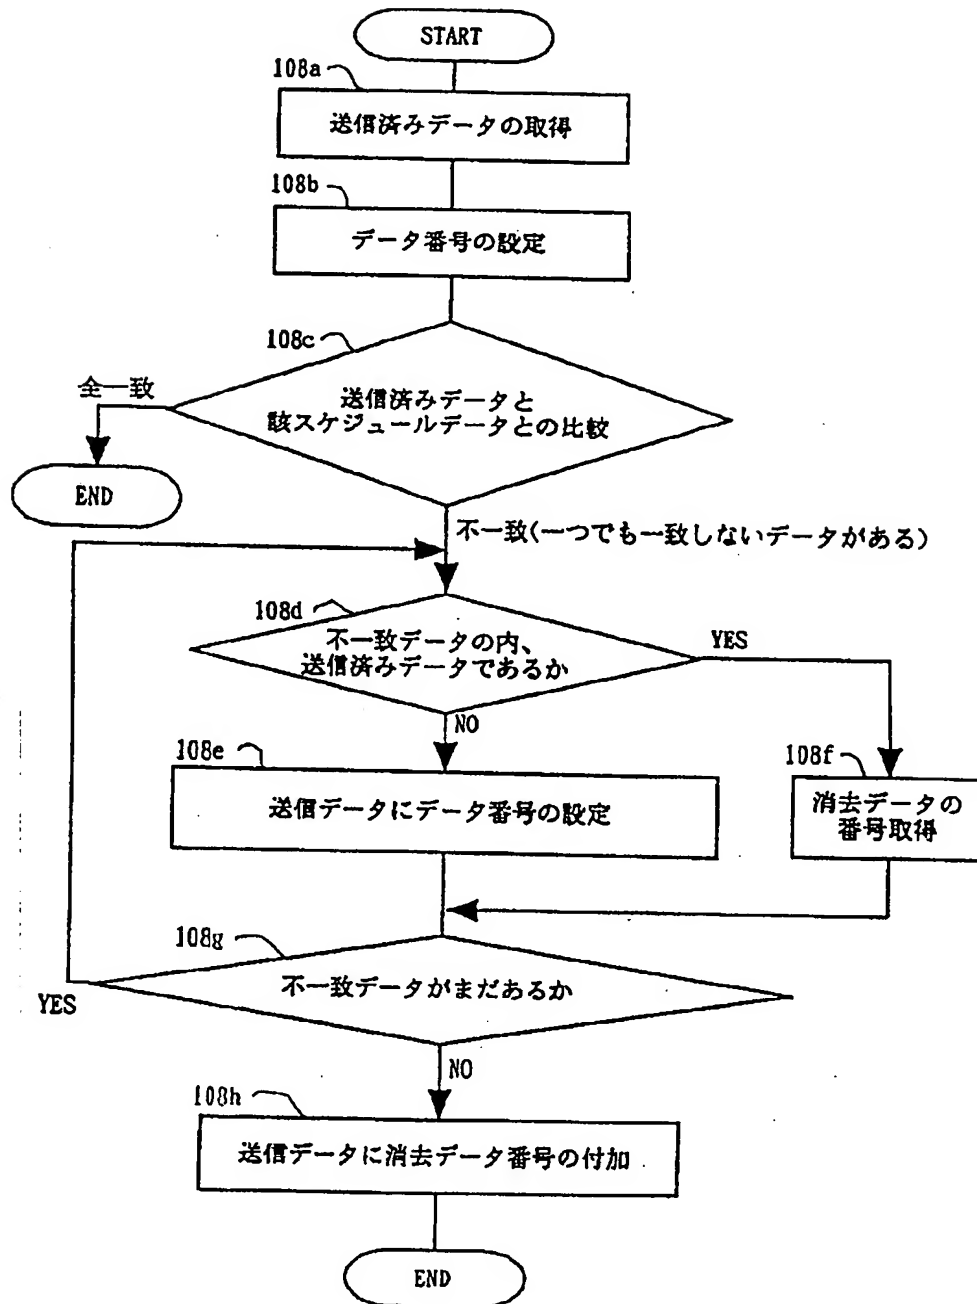 START
108a
送信済みデータの取得
108b
データ番号の設定
108c
全一致
送信済みデータと
該スケジュールデータとの比較
END
不一致(一つでも一致しないデータがある)
108d
不一致データの内、
送信済みデータであるか
YES
NO
108e
送信データにデータ番号の設定
108f
消去データの
番号取得
108g
不一致データがまだあるか
YES
NO
108h
送信データに消去データ番号の付加
END